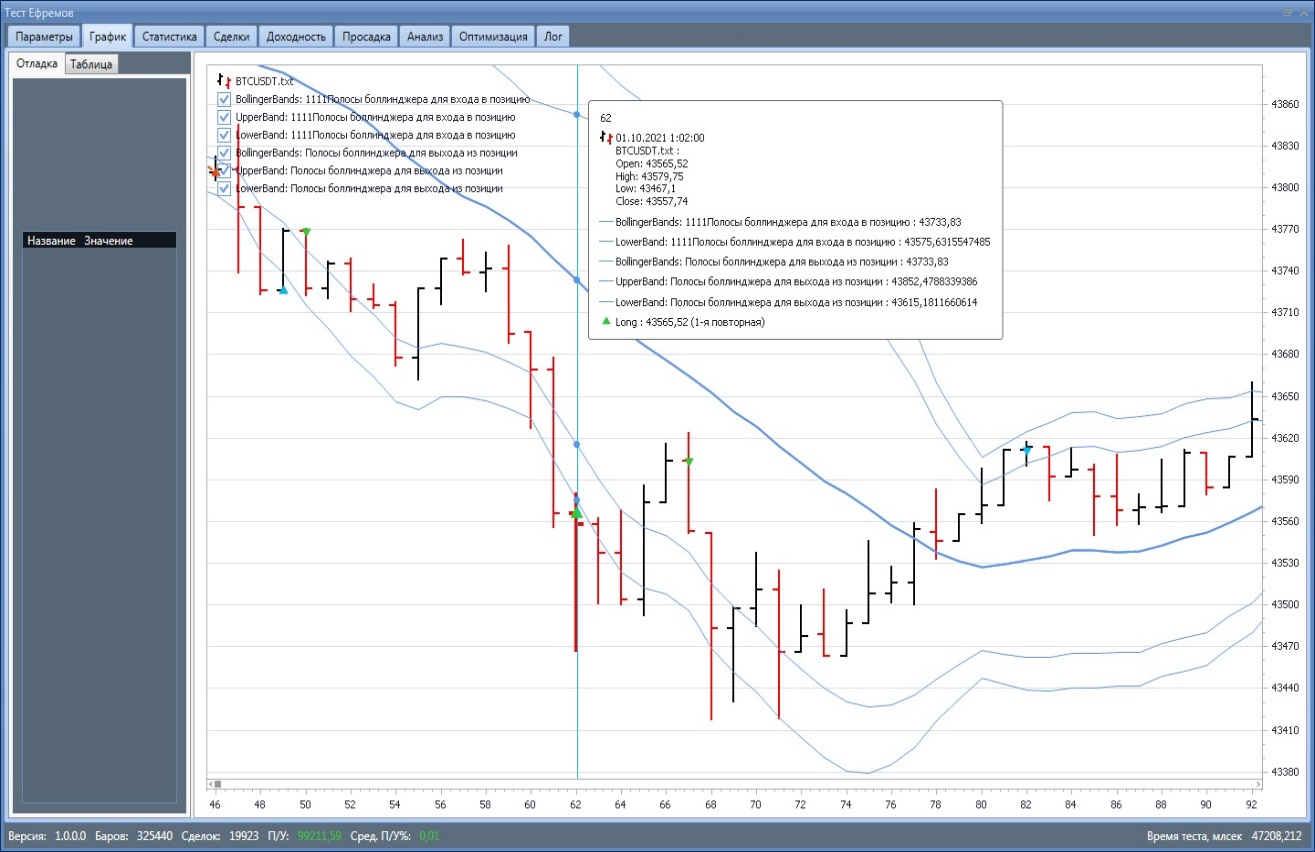 Тест Ефремов
Параметры График Статистика Сделки Доходность Просадка Анализ Оптимизация Лог
Отладка Таблица
Название Значение
BTCUSDT.txt
BollingerBands: 1111Полосы боллинджера для входа в позицию
UpperBand: 1111Полосы боллинджера для входа в позицию
LowerBand: 1111Полосы боллинджера для входа в позицию
BollingerBands: Полосы боллинджера для выхода из позиции
UpperBand: Полосы боллинджера для выхода из позиции
LowerBand: Полосы боллинджера для выхода из позиции
62
01.10.2021 1:02:00
BTCUSDT.txt :
Open: 43565,52
High: 43579,75
Low: 43467,1
Close: 43557,74
BollingerBands: 1111Полосы боллинджера для входа в позицию : 43733,83
LowerBand: 1111Полосы боллинджера для входа в позицию : 43575,6315547485
BollingerBands: Полосы боллинджера для выхода из позиции : 43733,83
UpperBand: Полосы боллинджера для выхода из позиции : 43852,4788339386
LowerBand: Полосы боллинджера для выхода из позиции : 43615,1811660614
Long : 43565,52 (1-я повторная)
43860
43830
43800
43770
43740
43710
43680
43650
43620
43590
43560
43530
43500
43470
43440
43410
43380
46 48 50 52 54 56 58 60 62 64 66 68 70 72 74 76 78 80 82 84 86 88 90 92
Версия: 1.0.0.0 Баров: 325440 Сделок: 19923 П/У: 99211,59 Сред. П/У%: 0,01 Время теста, млсек 47208,212